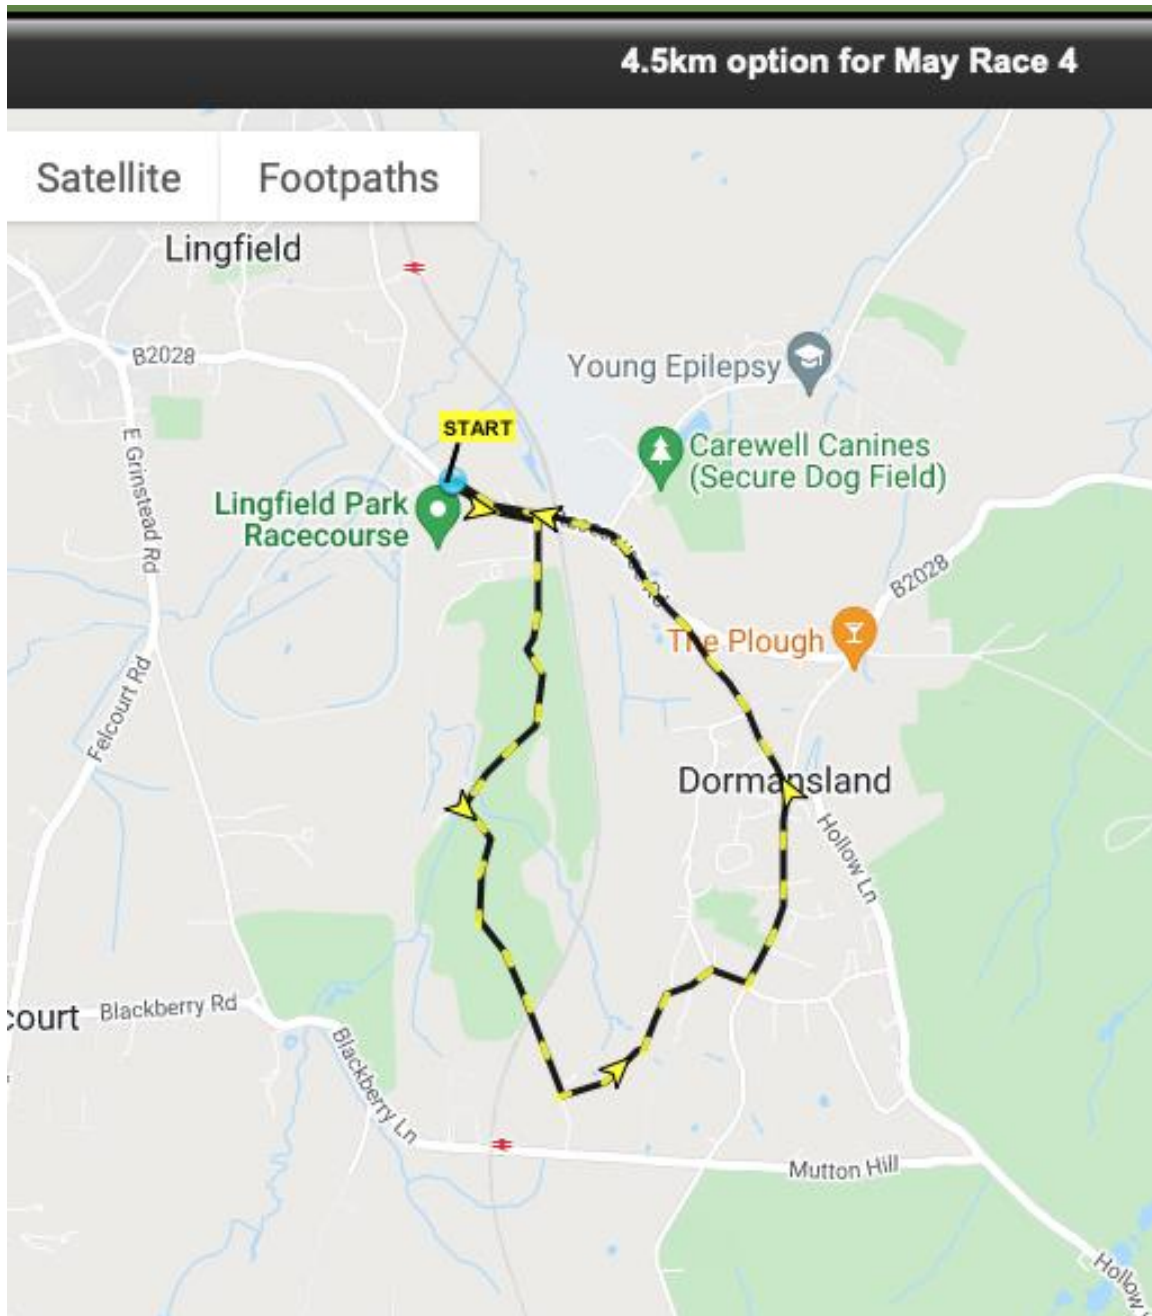 4.5km option for May Race 4
Satellite
Footpaths
Lingfield
B2028
Young Epilepsy
START
Carewell Canines
(Secure Dog Field)
E Grinstead Rd
Lingfield Park
Racecourse
B2028
The Plough
Felcourt Rd
Dormansland
Hollow Ln
court
Blackberry Rd
Blackberry Ln
Mutton Hill
Hollow